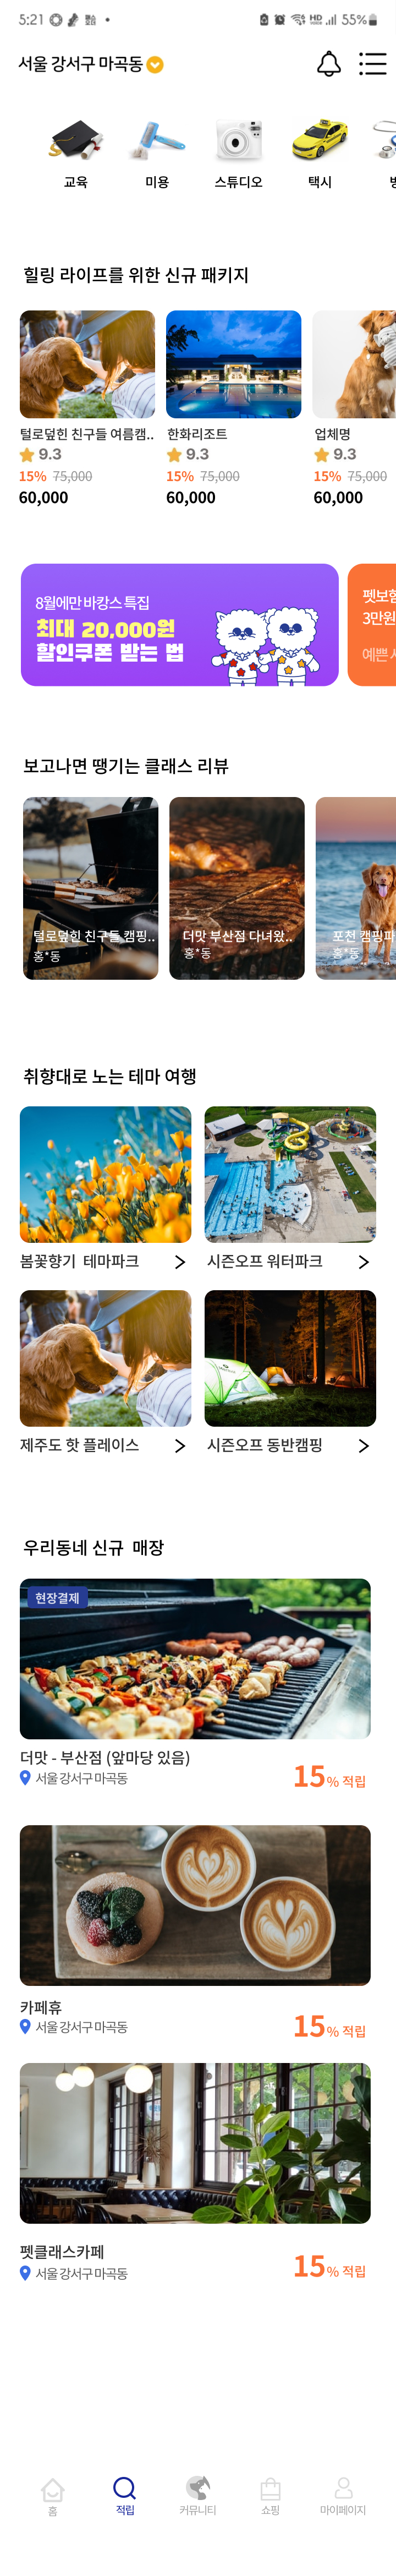 5:21 55%
서울 강서구 마곡동
교육 미용 스튜디오 택시
힐링 라이프를 위한 신규 패키지
털로덮힌 친구들 여름캠.. 한화리조트 업체명
9.3 9.3 9.3
15% 75,000 15% 75,000 15% 75,000
60,000 60,000 60,000
8월에만 바캉스 특집
최대 20,000원
할인쿠폰 받는 법
펫보험
3만원
예쁜
보고나면 땡기는 클래스 리뷰
털로덮힌 친구들 캠핑.. 더맛 부산점 다녀왔.. 포천 캠핑
홍*동 홍*동 홍*동
취향대로 노는 테마 여행
봄꽃향기 테마파크 시즌오프 워터파크
제주도 핫 플레이스 시즌오프 동반캠핑
우리동네 신규 매장
현장결제
더맛 - 부산점 (앞마당 있음)
서울 강서구 마곡동
15% 적립
카페휴
서울 강서구 마곡동
15% 적립
펫클래스카페
서울 강서구 마곡동
15% 적립
홈 적립 커뮤니티 쇼핑 마이페이지